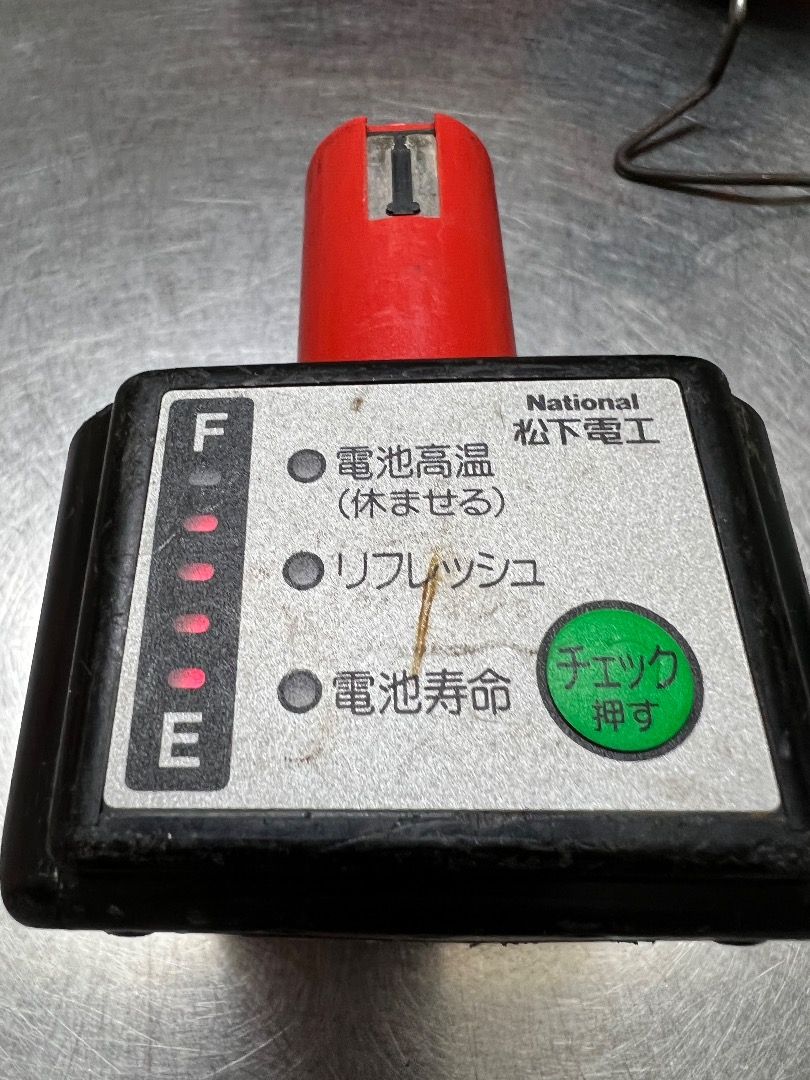 F
National
松下電工
電池高温
(休ませる)
リフレッシュ
電池寿命
チェック
押す
E